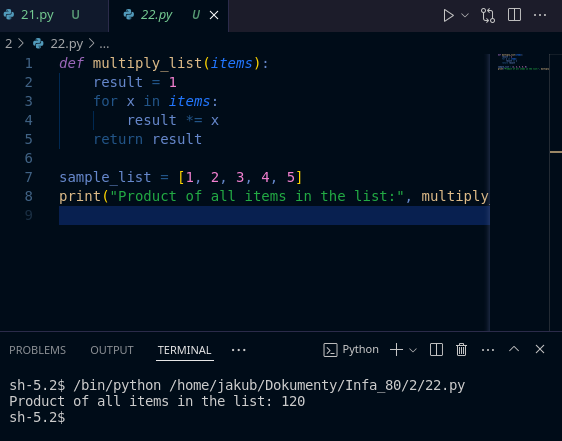 21.py U 22.py U
2 > 22.py > ...
1 def multiply_list(items):
2 result = 1
3 for x in items:
4 result *= x
5 return result
6
7 sample_list = [1, 2, 3, 4, 5]
8 print("Product of all items in the list:", multiply
9
PROBLEMS OUTPUT TERMINAL ... Python
sh-5.2$ /bin/python /home/jakub/Dokumenty/Infa_80/2/22.py
Product of all items in the list: 120
sh-5.2$